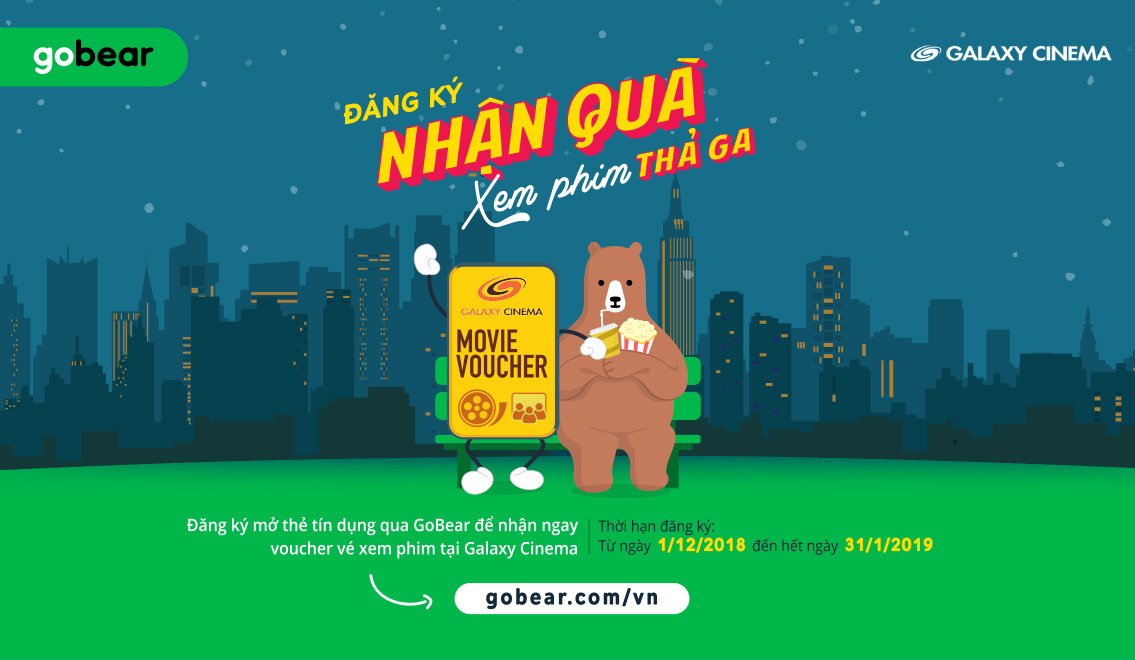 gobear
GALAXY CINEMA
ĐĂNG KÝ
NHẬN QUÀ
Xem phim THẢ GA
GALAXY CINEMA
MOVIE
VOUCHER
Đăng ký mở thẻ tín dụng qua GoBear để nhận ngay
voucher vé xem phim tại Galaxy Cinema
Thời hạn đăng ký:
Từ ngày 1/12/2018 đến hết ngày 31/1/2019
gobear.com/vn